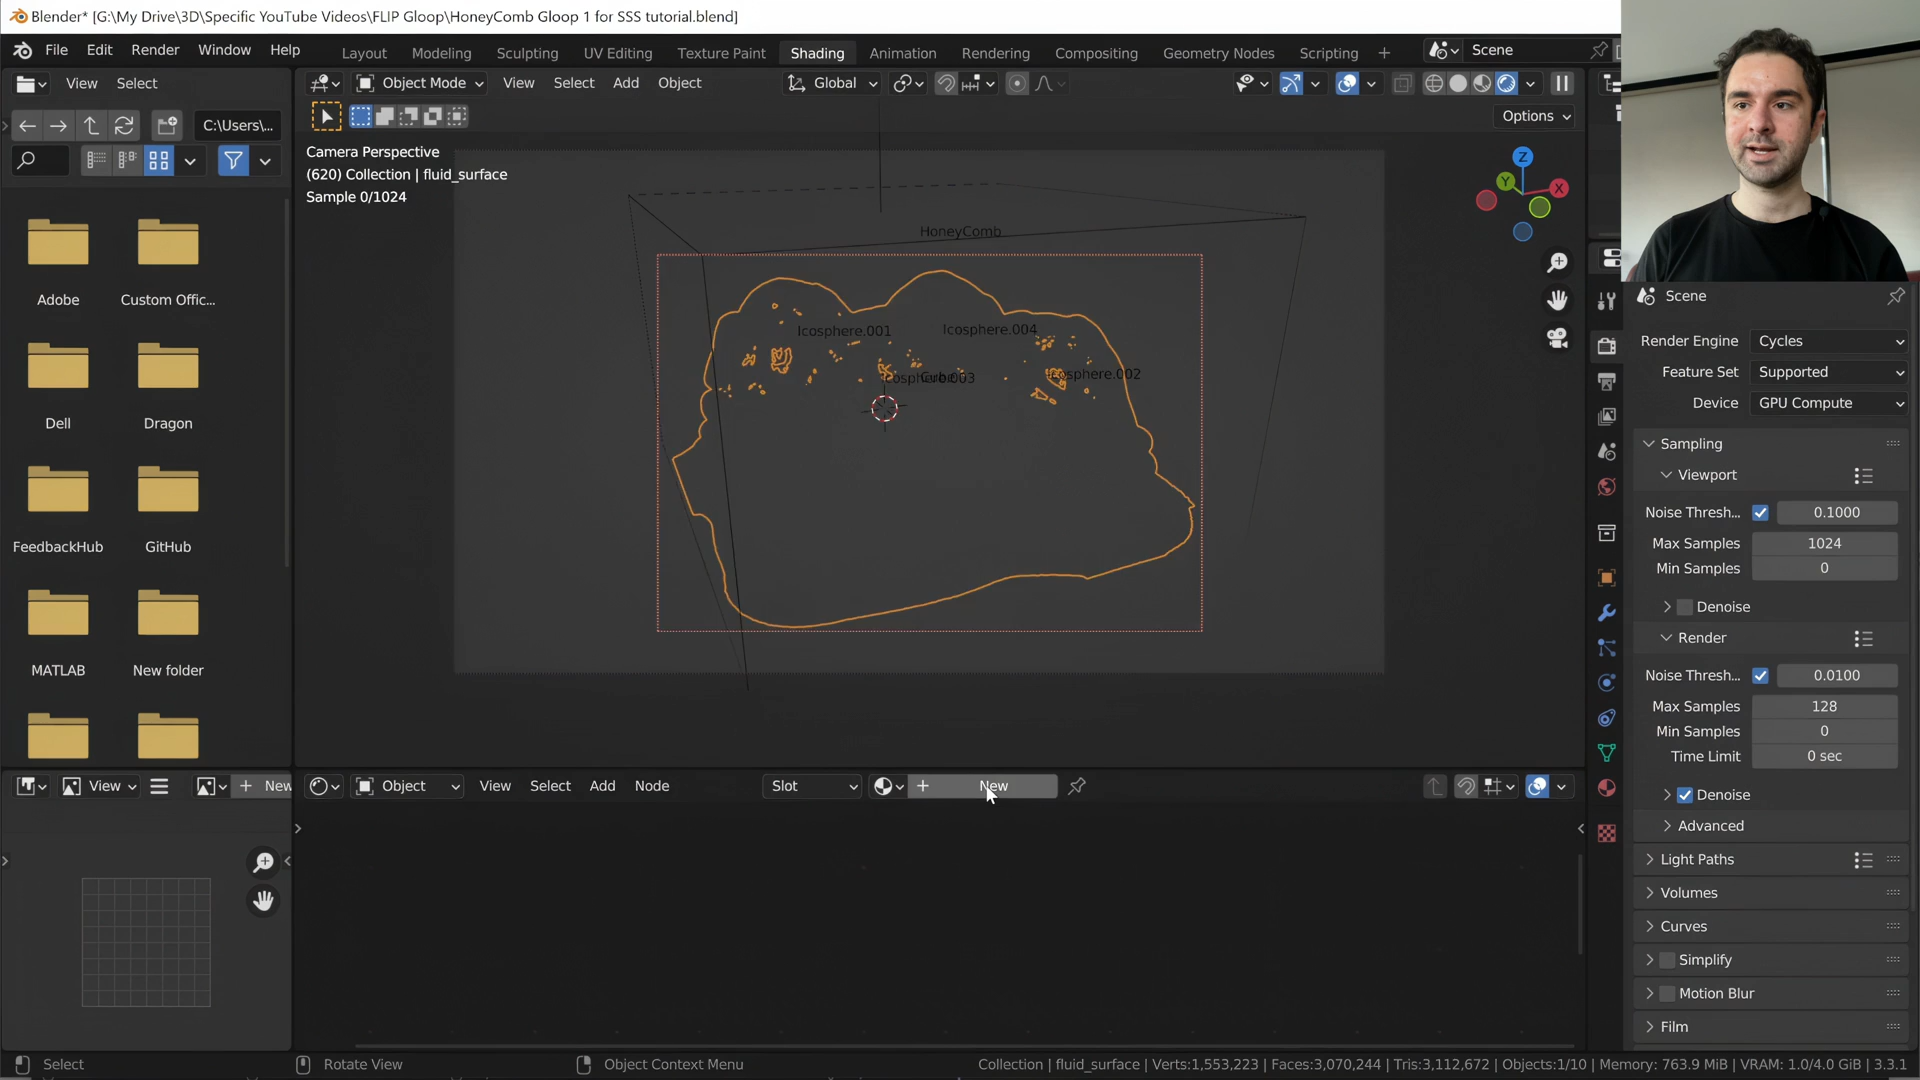 Blender* [G:\My Drive\3D\Specific YouTube Videos\FLIP Gloop\HoneyComb Gloop 1 for SSS tutorial.blend]
File Edit Render Window Help
Layout Modeling Sculpting UV Editing Texture Paint Shading Animation Rendering Compositing Geometry Nodes Scripting +
Scene
View Select
Object Mode View Select Add Object
Global
C:\Users\...
Options
Camera Perspective
(620) Collection | fluid_surface
Sample 0/1024
Z
Y
X
HoneyComb
Icosphere.001
Icosphere.004
Icosphere.002
Adobe
Custom Offic...
Dell
Dragon
FeedbackHub
GitHub
MATLAB
New folder
Scene
Render Engine Cycles
Feature Set Supported
Device GPU Compute
Sampling
Viewport
Noise Thresh... 0.1000
Max Samples 1024
Min Samples 0
Denoise
Render
Noise Thresh... 0.0100
Max Samples 128
Min Samples 0
Time Limit 0 sec
Denoise
Advanced
Light Paths
Volumes
Curves
Simplify
Motion Blur
Film
View
+ New
Object View Select Add Node
Slot
+ New
Select
Rotate View
Object Context Menu
Collection | fluid_surface | Verts:1,553,223 | Faces:3,070,244 | Tris:3,112,672 | Objects:1/10 | Memory: 763.9 MiB | VRAM: 1.0/4.0 GiB | 3.3.1